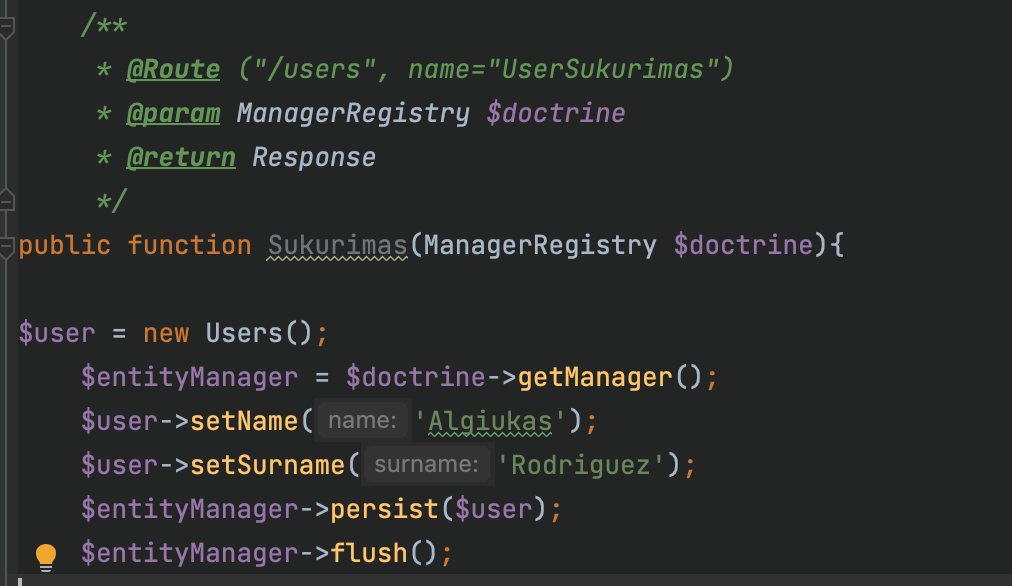 /**
* @Route ("/users", name="UserSukurimas")
* @param ManagerRegistry $doctrine
* @return Response
*/
public function Sukurimas(ManagerRegistry $doctrine){
$user = new Users();
$entityManager = $doctrine->getManager();
$user->setName( name: 'Algiukas');
$user->setSurname( surname: 'Rodriguez');
$entityManager->persist($user);
$entityManager->flush();